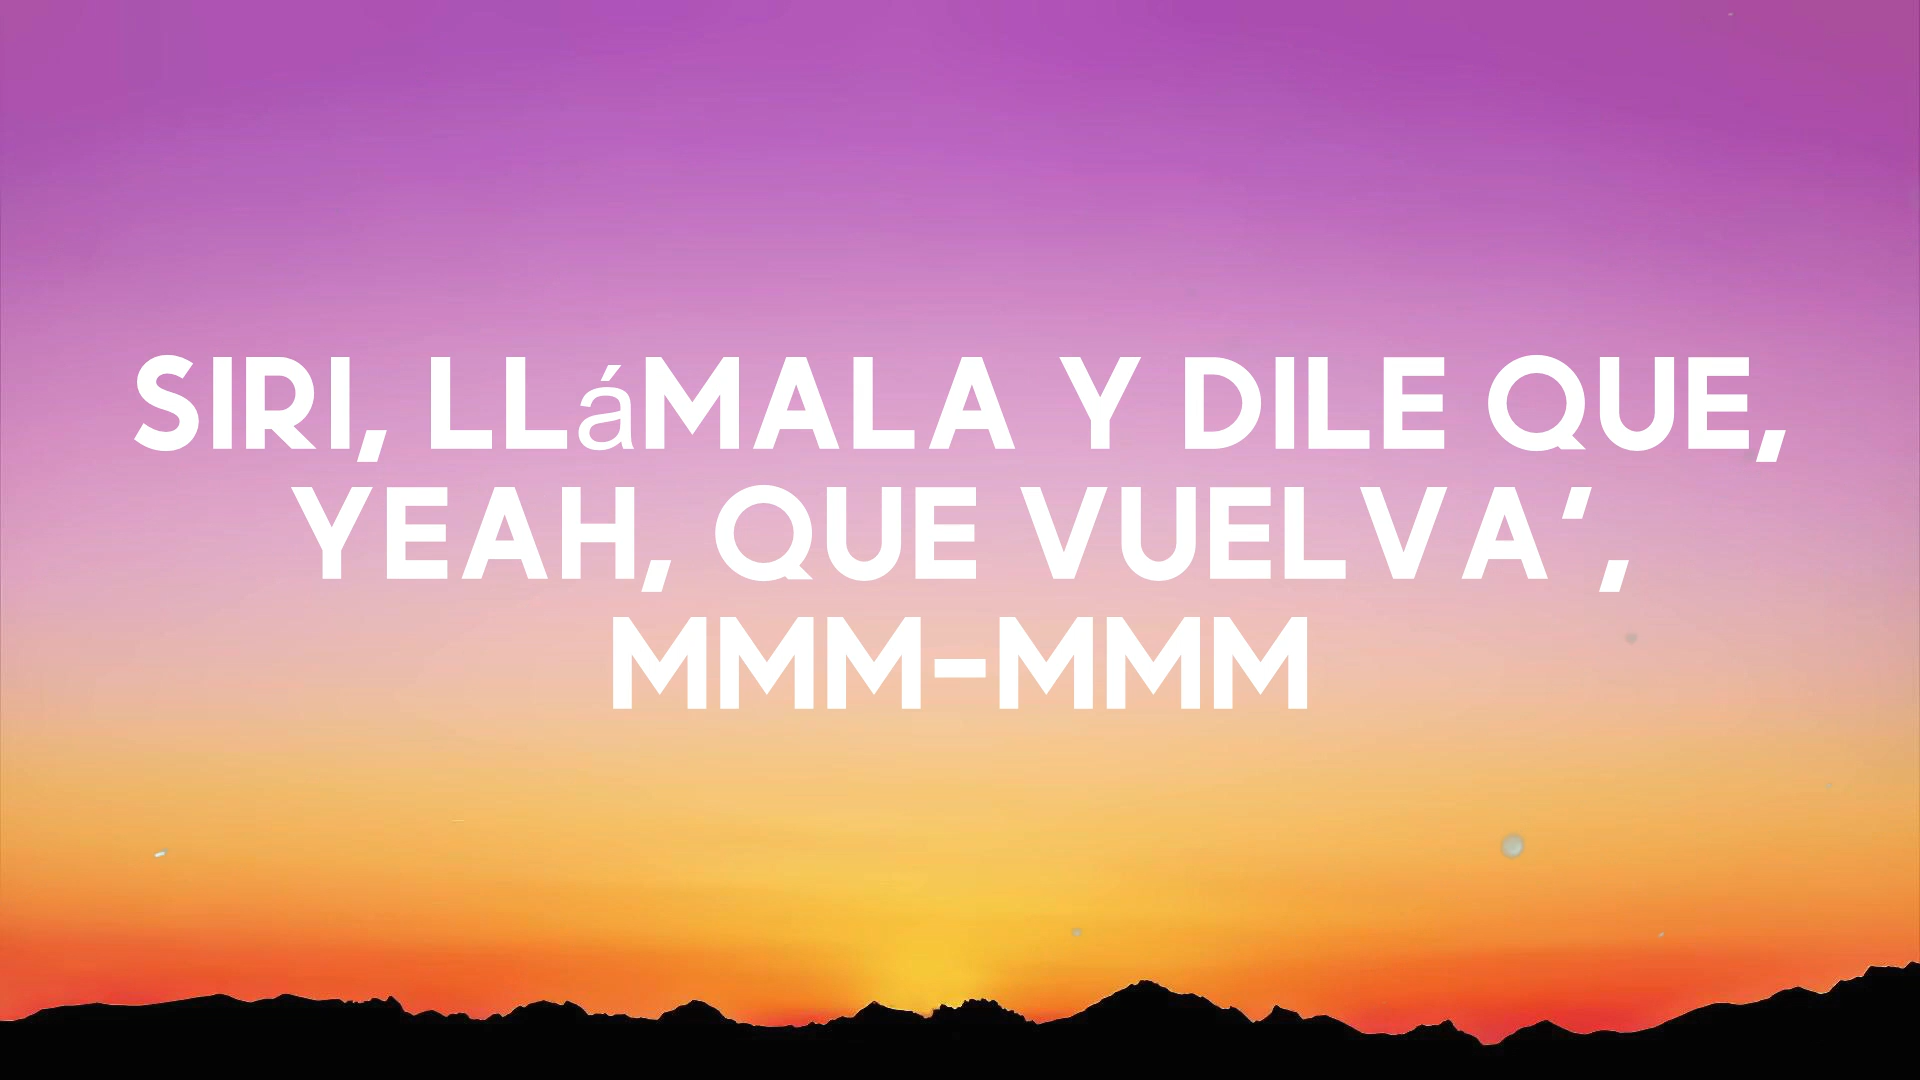 SIRI, LLáMALA Y DILE QUE,
YEAH, QUE VUELVA',
MMM-MMM